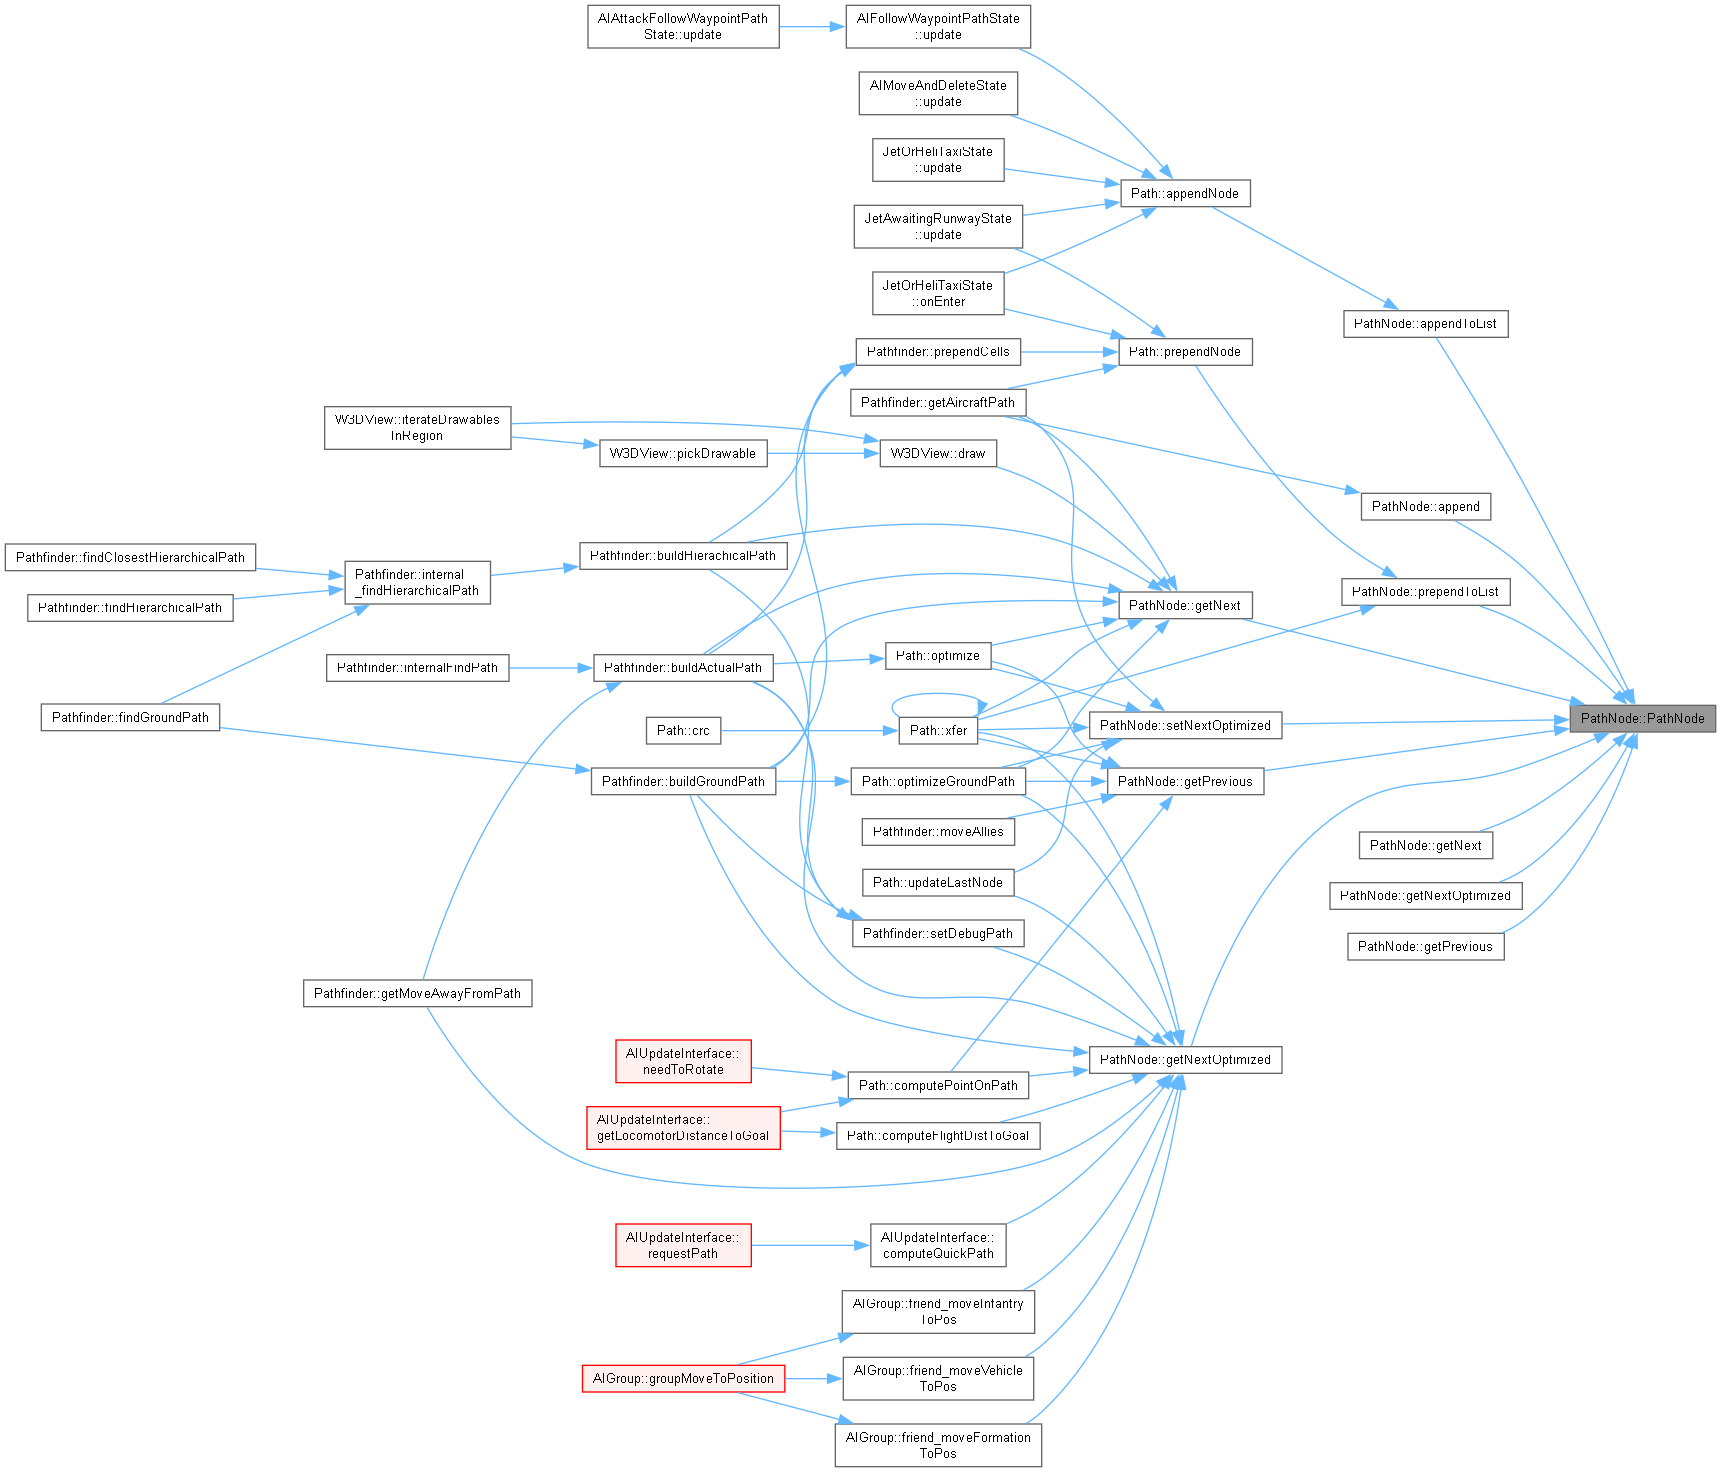 AIAttackFollowWaypointPath
State::update
AIFollowWaypointPathState
::update
AIMoveAndDeleteState
::update
JetOrHeliTaxiState
::update
Path::appendNode
JetAwaitingRunwayState
::update
JetOrHeliTaxiState
::onEnter
PathNode::appendToList
Pathfinder::prependCells
Path::prependNode
Pathfinder::getAircraftPath
W3DView::iterateDrawables
InRegion
W3DView::pickDrawable
W3DView::draw
PathNode::append
Pathfinder::findClosestHierarchicalPath
Pathfinder::buildHierachicalPath
Pathfinder::internal
_findHierarchicalPath
Pathfinder::findHierarchicalPath
PathNode::getNext
PathNode::prependToList
Pathfinder::internalFindPath
Pathfinder::buildActualPath
Path::optimize
Pathfinder::findGroundPath
Path::crc
Path::xfer
PathNode::setNextOptimized
PathNode::PathNode
Pathfinder::buildGroundPath
Path::optimizeGroundPath
PathNode::getPrevious
Pathfinder::moveAllies
PathNode::getNext
Path::updateLastNode
PathNode::getNextOptimized
Pathfinder::setDebugPath
PathNode::getPrevious
Pathfinder::getMoveAwayFromPath
AIUpdateInterface::
needToRotate
PathNode::getNextOptimized
Path::computePointOnPath
AIUpdateInterface::
getLocomotorDistanceToGoal
Path::computeFlightDistToGoal
AIUpdateInterface::
requestPath
AIUpdateInterface::
computeQuickPath
AIGroup::friend_moveInfantry
ToPos
AIGroup::groupMoveToPosition
AIGroup::friend_moveVehicle
ToPos
AIGroup::friend_moveFormation
ToPos